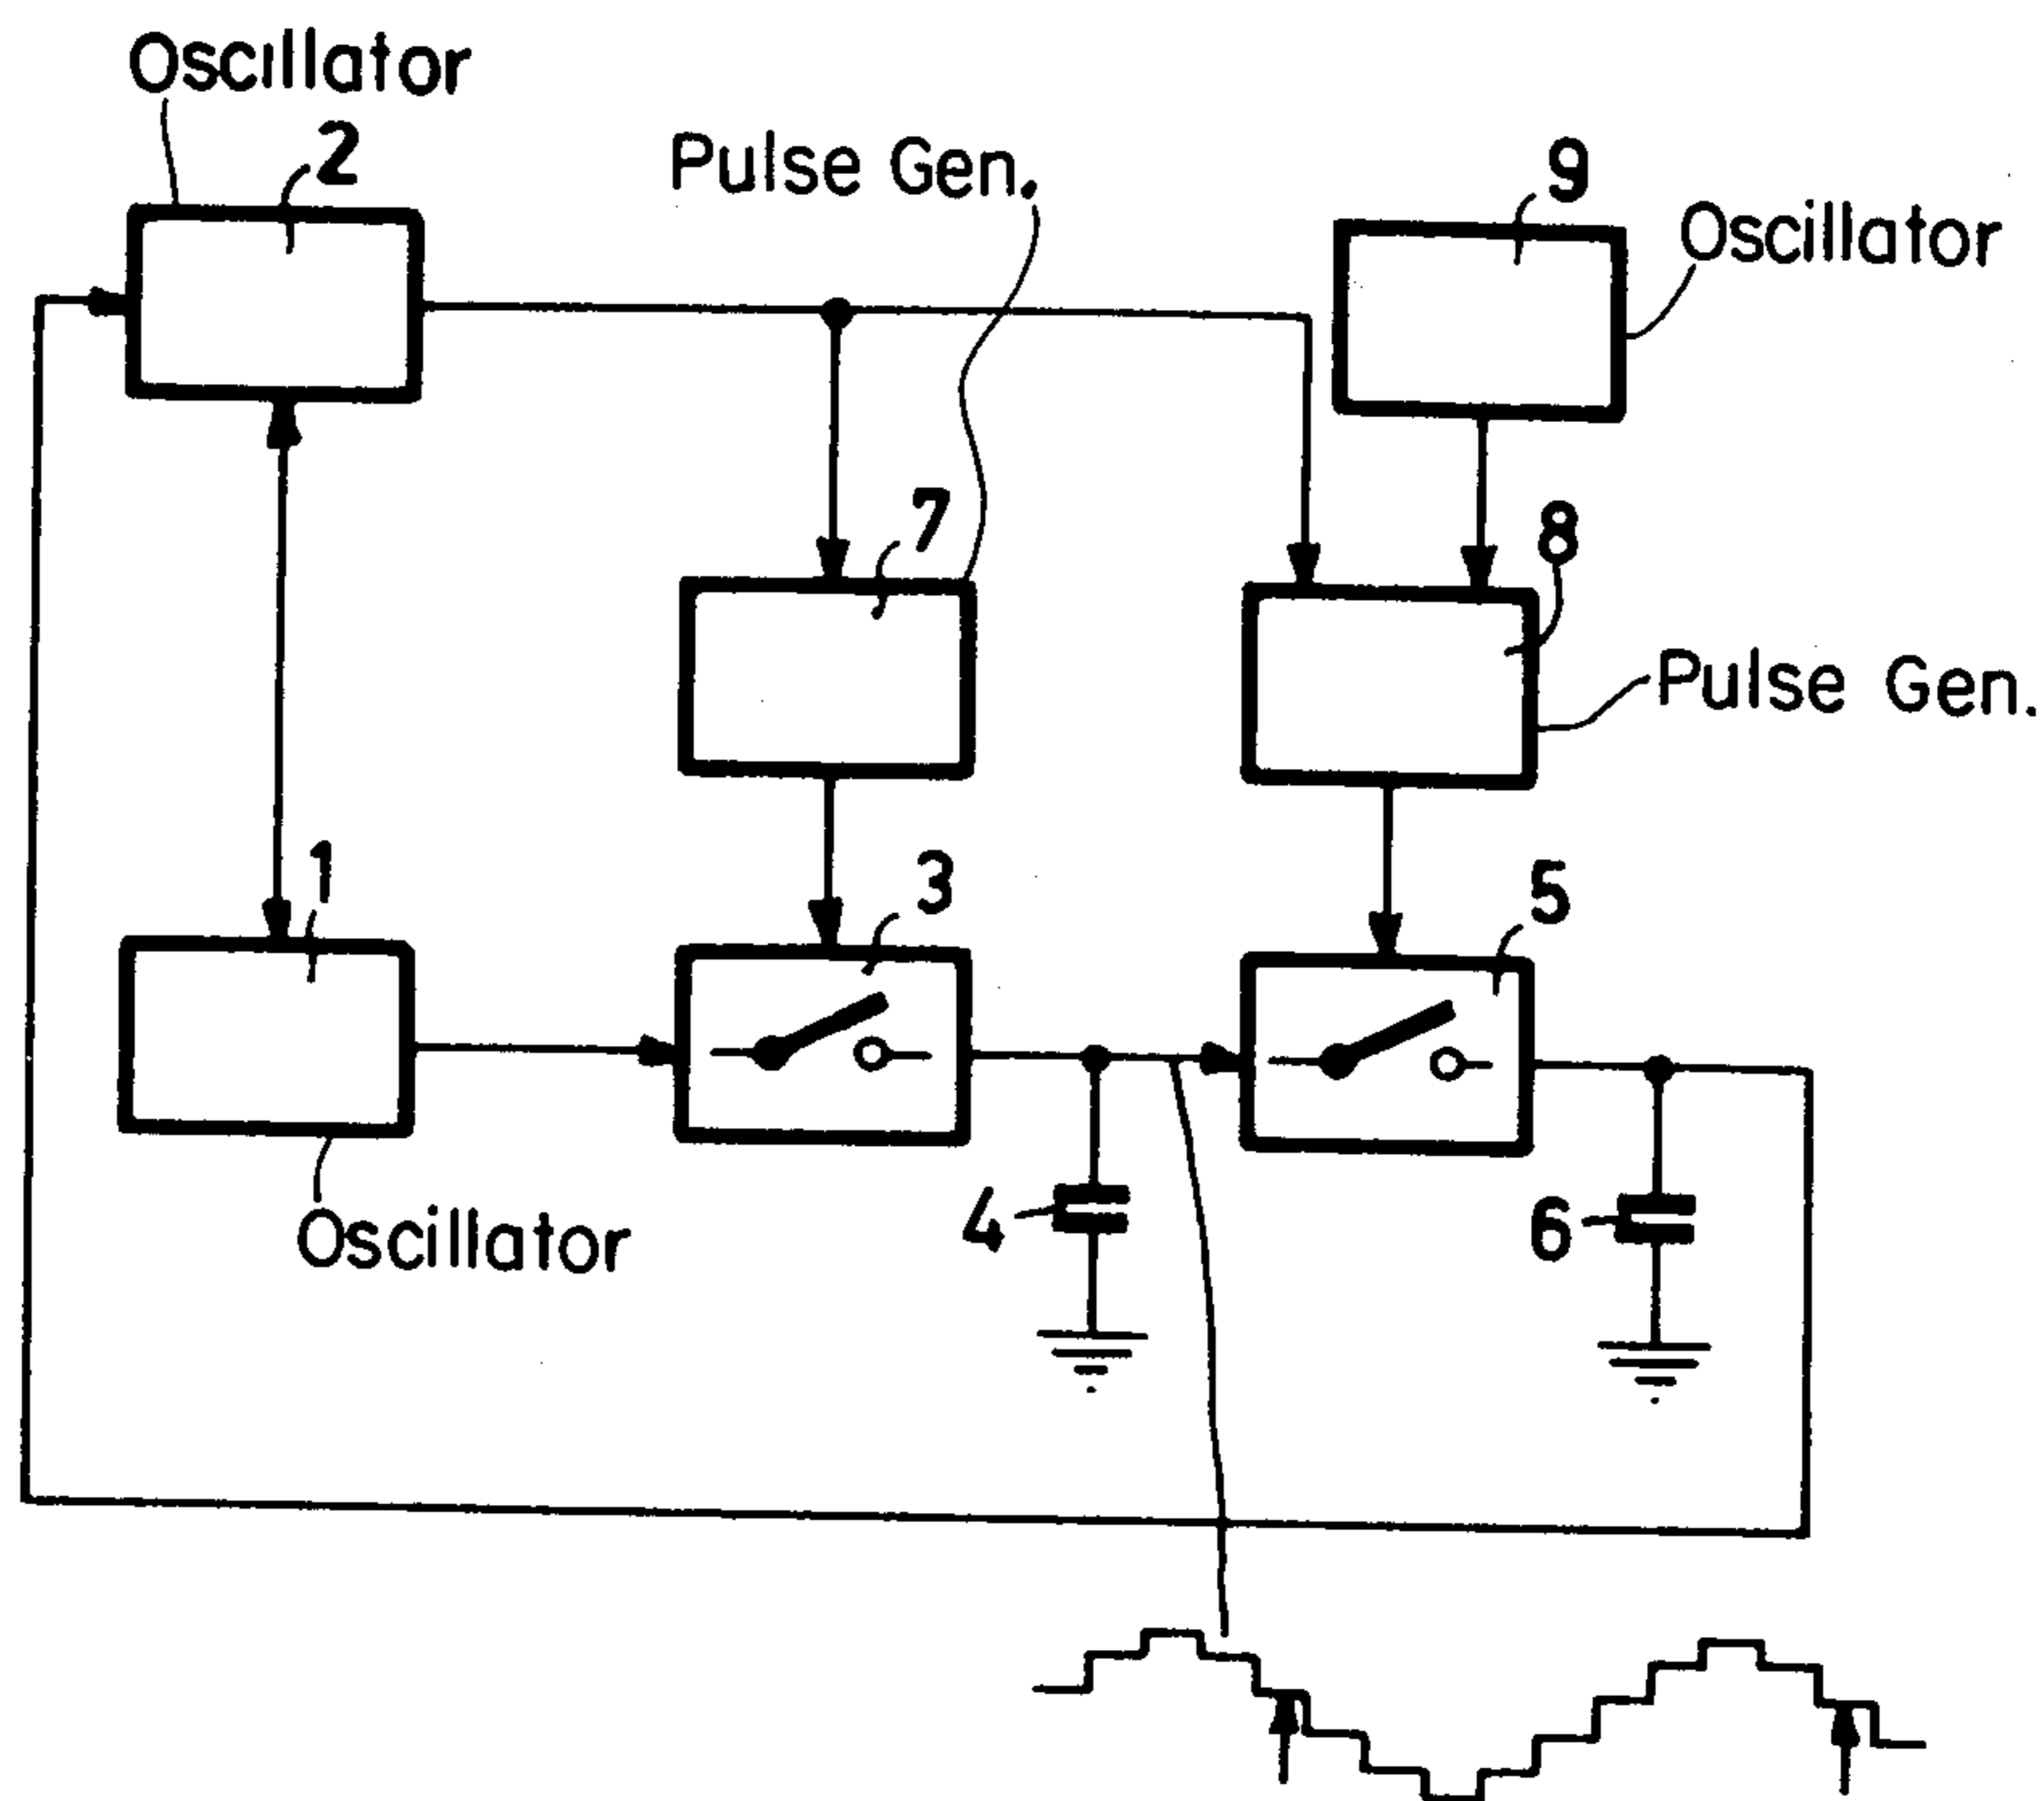 Oscillator
2
Pulse Gen.
9
Oscillator
7
8
Pulse Gen.
1
3
5
Oscillator
4
6